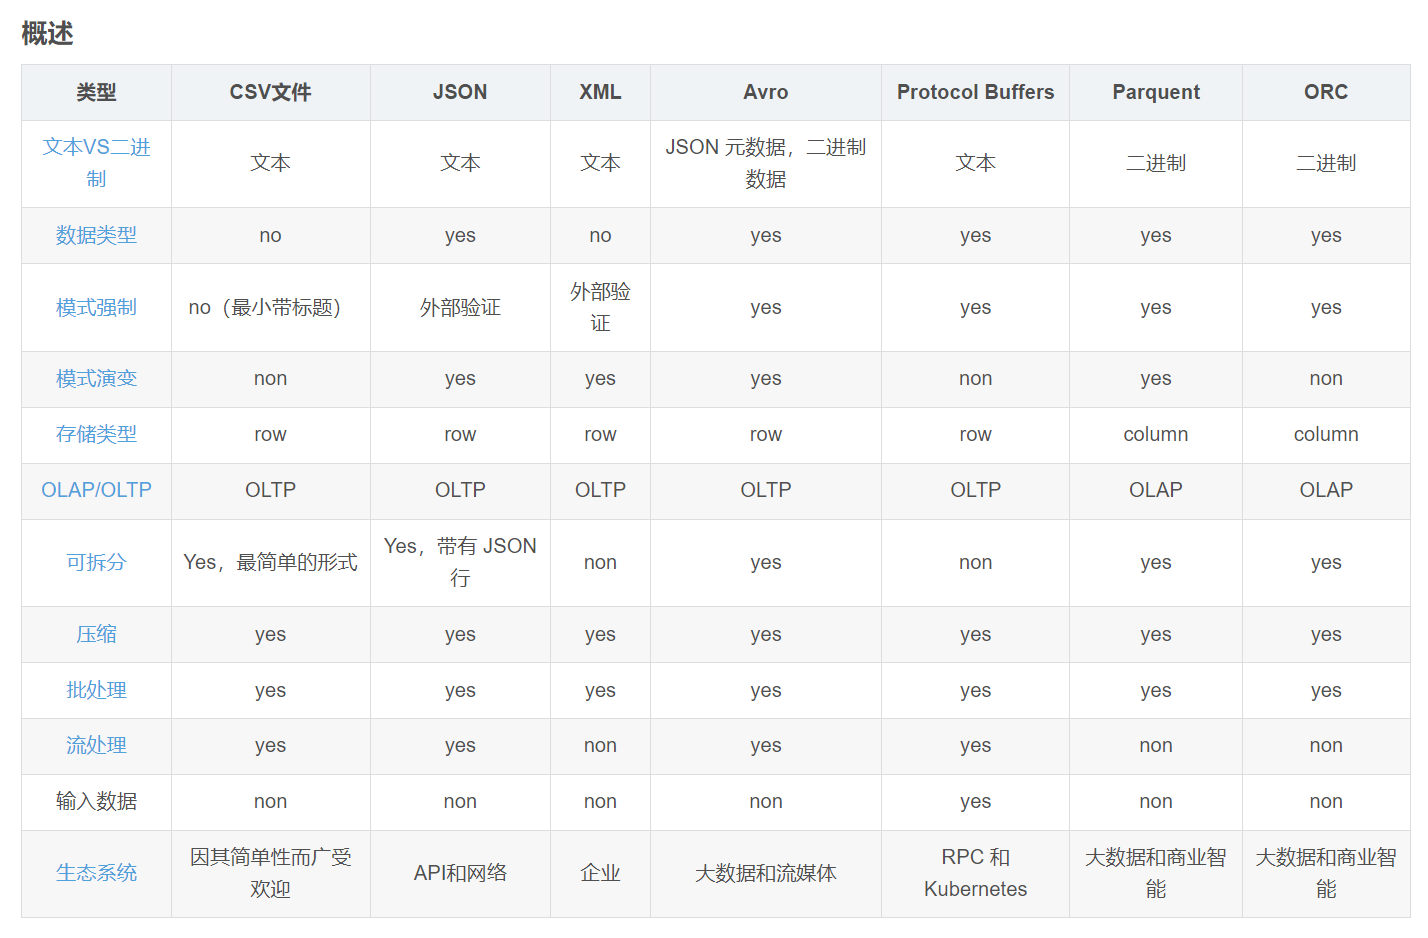 概述
类型 CSV文件 JSON XML Avro Protocol Buffers Parquent ORC
文本VS二进
制 文本 文本 文本 JSON 元数据，二进制
数据 文本 二进制 二进制
数据类型 no yes no yes yes yes yes
模式强制 no（最小带标题） 外部验证 外部验
证 yes yes yes yes
模式演变 non yes yes yes non yes non
存储类型 row row row row row column column
OLAP/OLTP OLTP OLTP OLTP OLTP OLTP OLAP OLAP
可拆分 Yes，最简单的形式 Yes，带有 JSON
行 non yes non yes yes
压缩 yes yes yes yes yes yes yes
批处理 yes yes yes yes yes yes yes
流处理 yes yes non yes yes non non
输入数据 non non non non yes non non
生态系统 因其简单性而广受
欢迎 API和网络 企业 大数据和流媒体 RPC 和
Kubernetes 大数据和商业智
能 大数据和商业智
能